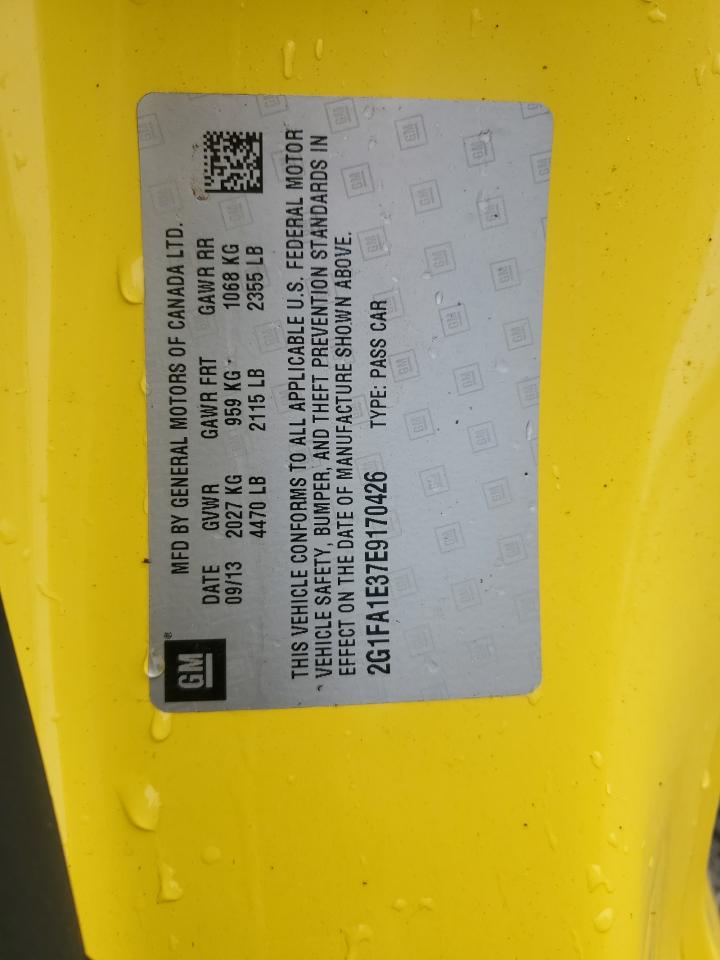 GM®
MFD BY GENERAL MOTORS OF CANADA LTD.
DATE GVWR GAWR FRT GAWR RR
09/13 2027 KG 959 KG 1068 KG
4470 LB 2115 LB 2355 LB
THIS VEHICLE CONFORMS TO ALL APPLICABLE U.S. FEDERAL MOTOR
VEHICLE SAFETY, BUMPER, AND THEFT PREVENTION STANDARDS IN
EFFECT ON THE DATE OF MANUFACTURE SHOWN ABOVE.
2G1FA1E37E9170426 TYPE: PASS CAR